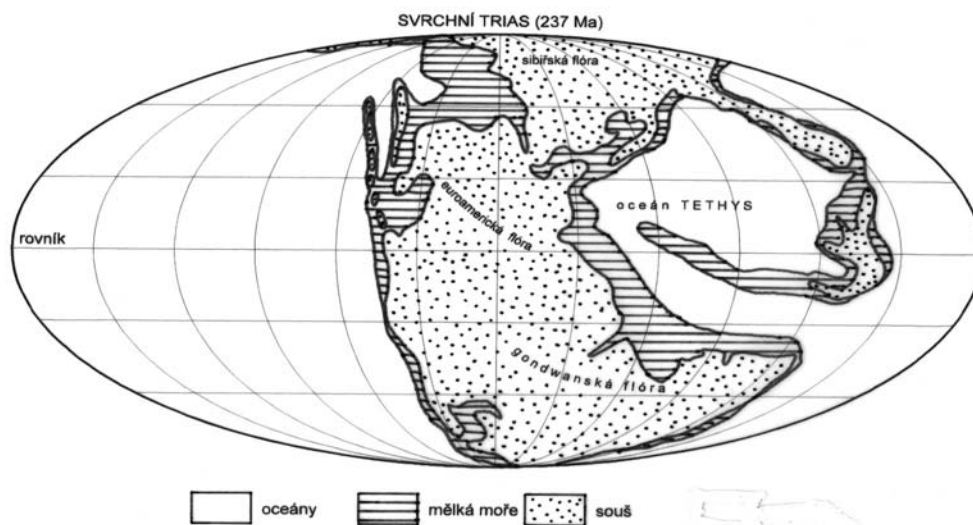 SVRCHNÍ TRIAS (237 Ma)
sibiřská flóra
euroamerická flóra
oceán TETHYS
rovník
gondwanská flóra
oceány
mělká moře
souš